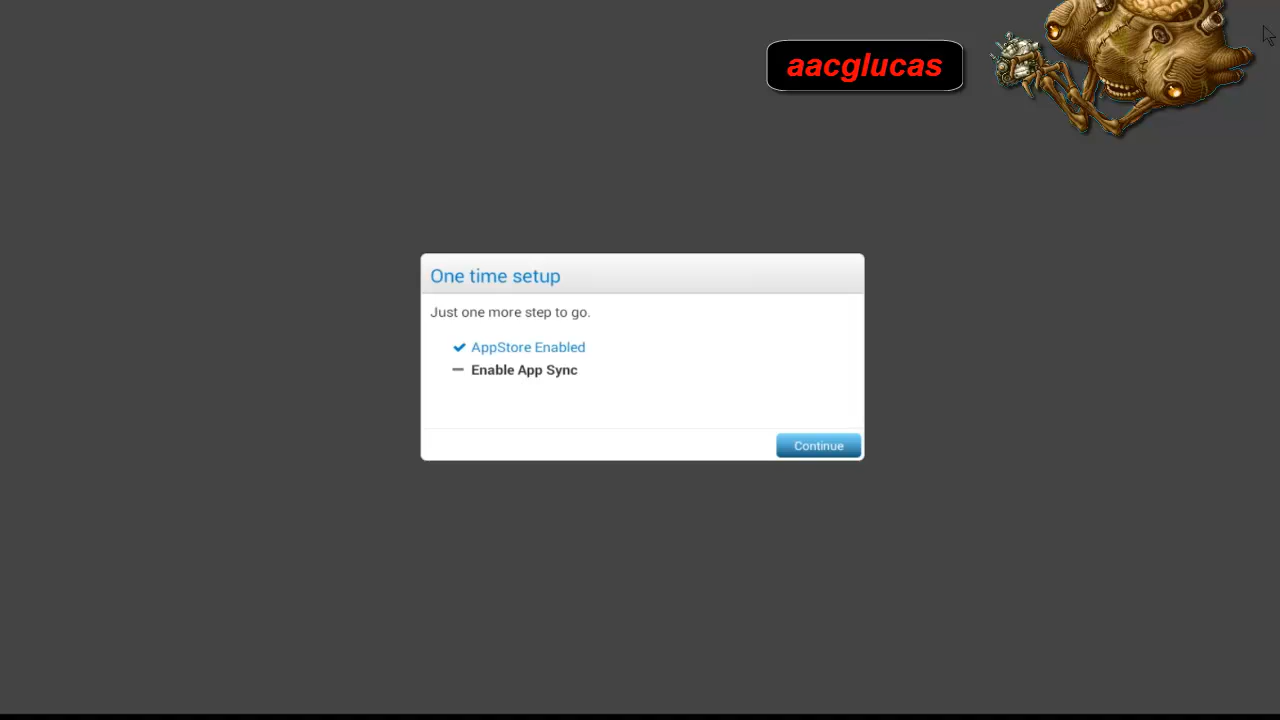 aacglucas
One time setup
Just one more step to go.
AppStore Enabled
Enable App Sync
Continue